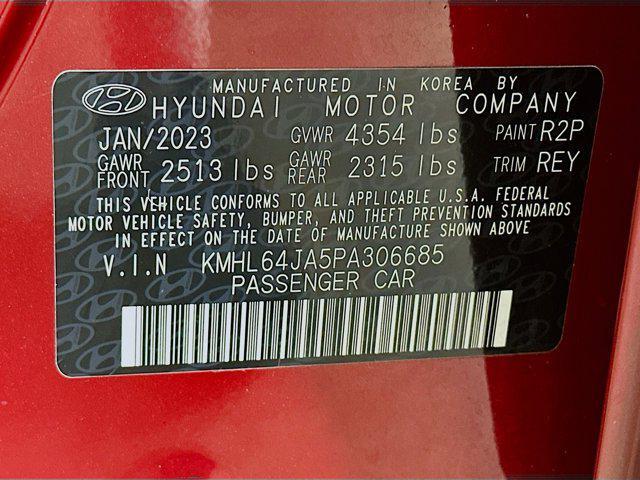 MANUFACTURED IN KOREA BY
HYUNDAI MOTOR COMPANY
JAN/2023 GVWR 4354 lbs PAINT R2P
GAWR FRONT 2513 lbs GAWR REAR 2315 lbs TRIM REY
THIS VEHICLE CONFORMS TO ALL APPLICABLE U.S.A. FEDERAL
MOTOR VEHICLE SAFETY, BUMPER, AND THEFT PREVENTION STANDARDS
IN EFFECT ON THE DATE OF MANUFACTURE SHOWN ABOVE
V.I.N KMHL64JA5PA306685
PASSENGER CAR